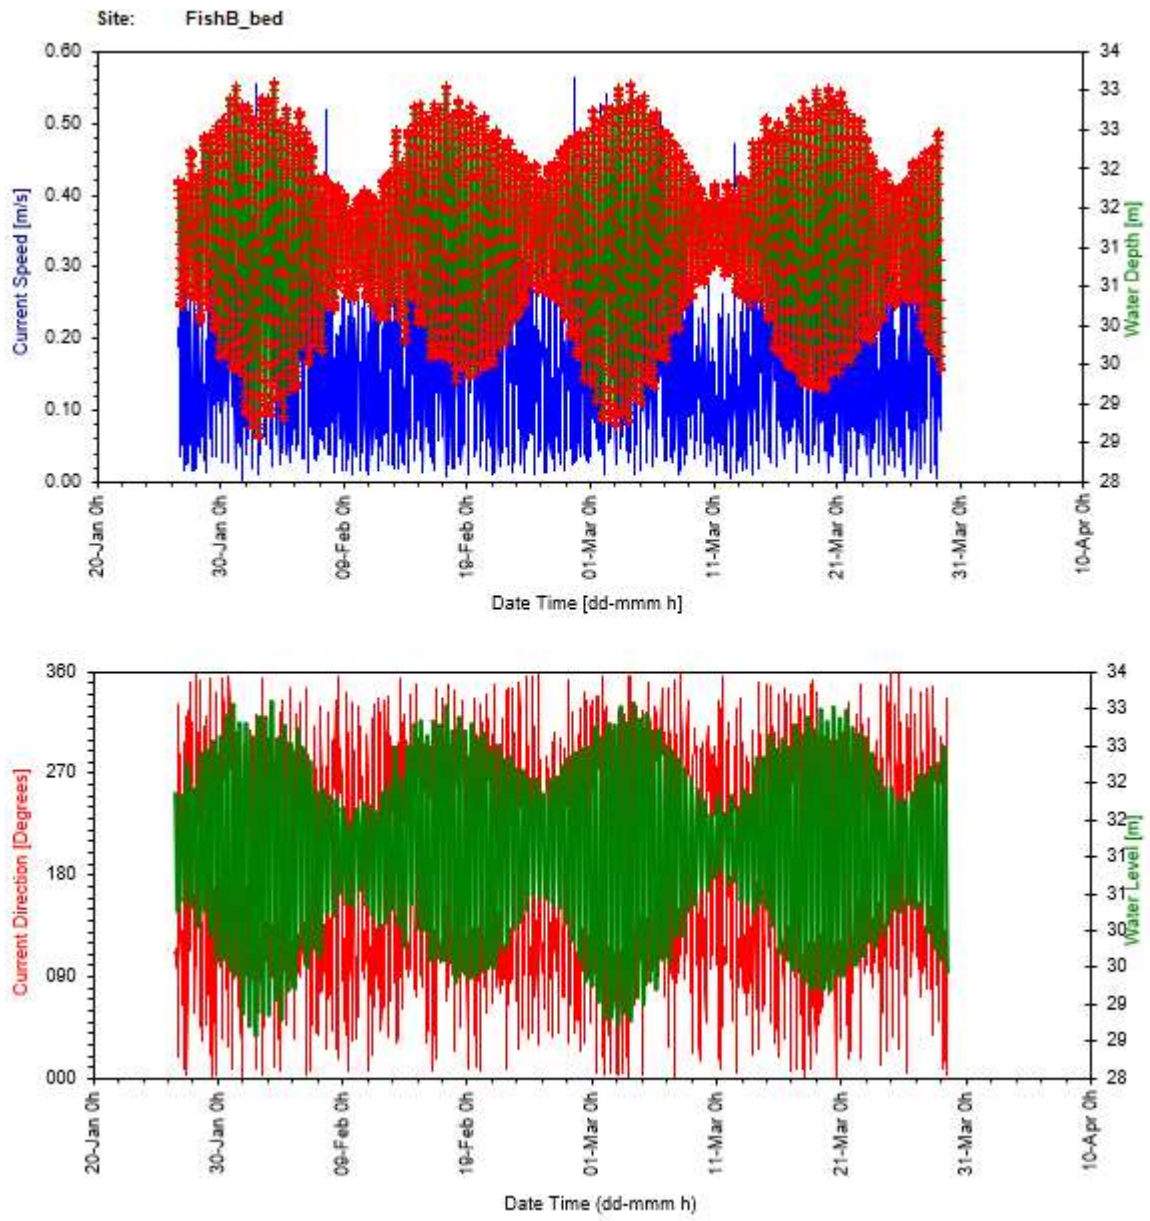 Site: FishB_bed
0.60
0.50
0.40
0.30
0.20
0.10
0.00
Current Speed [m/s]
34
33
33
32
32
31
31
30
30
29
29
28
Water Depth [m]
20-Jan 0h
30-Jan 0h
09-Feb 0h
19-Feb 0h
01-Mar 0h
11-Mar 0h
21-Mar 0h
31-Mar 0h
10-Apr 0h
Date Time [dd-mmm h]
360
270
180
090
000
Current Direction [Degrees]
34
33
33
32
32
31
31
30
30
29
29
28
Water Level [m]
20-Jan 0h
30-Jan 0h
09-Feb 0h
19-Feb 0h
01-Mar 0h
11-Mar 0h
21-Mar 0h
31-Mar 0h
10-Apr 0h
Date Time (dd-mmm h)